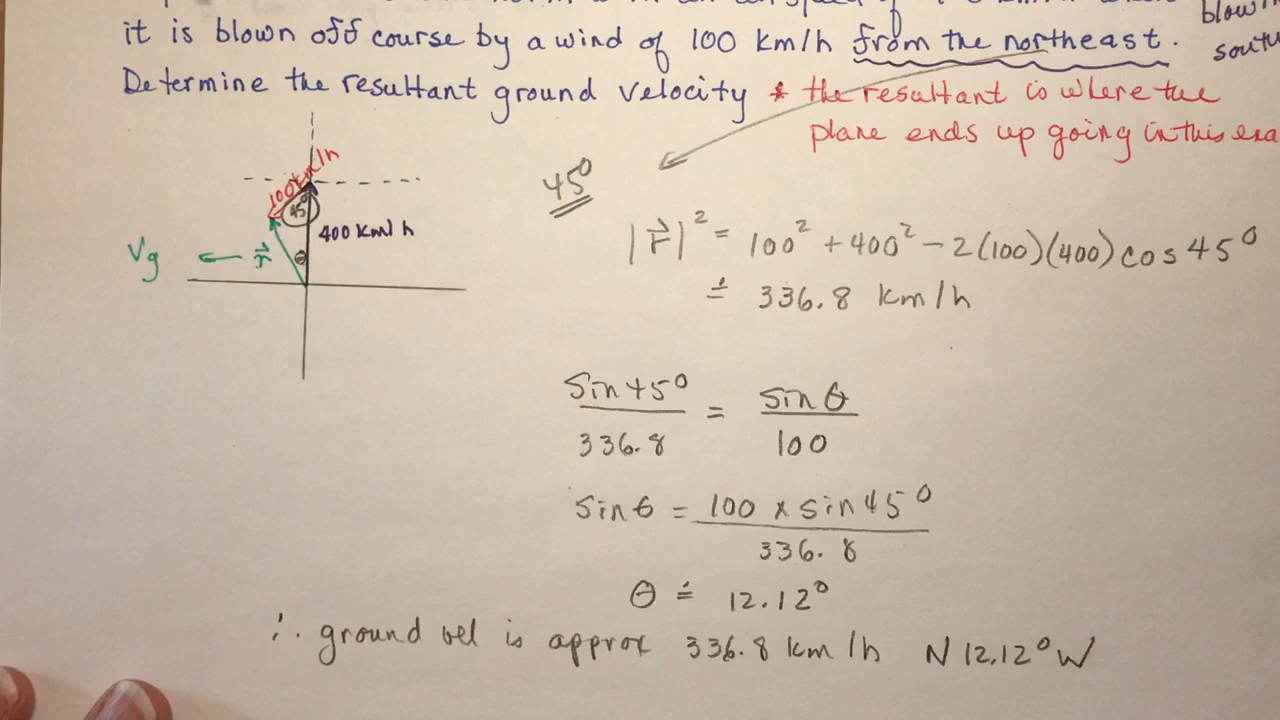 it is blown off course by a wind of 100 km/h from the northeast.
blowin
south
Determine the resultant ground velocity * the resultant is where the
plane ends up going in this exa
100km/h
45°
45°
400 km/h
θ
Vg ← r⃗
|r⃗|² = 100² + 400² - 2(100)(400) cos 45°
≐ 336.8 km/h
sin 45° / 336.8 = sin θ / 100
sin θ = 100 × sin 45° / 336.8
θ ≐ 12.12°
∴ ground vel is approx 336.8 km/h N 12.12° W